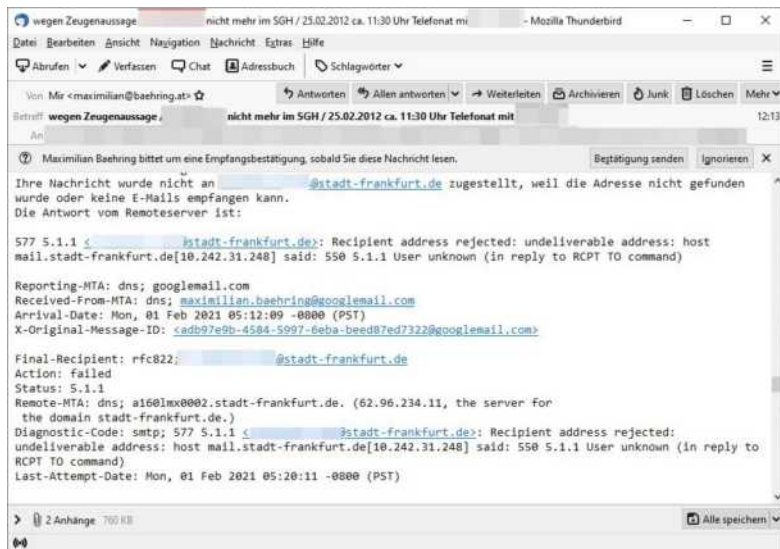 wegen Zeugenaussage nicht mehr im SGH / 25.02.2012 ca. 11:30 Uhr Telefonat mi - Mozilla Thunderbird
Datei Bearbeiten Ansicht Navigation Nachricht Extras Hilfe
Abrufen Verfassen Chat Adressbuch Schlagwörter
Von Mir <maximilian@baehring.at> Antworten Allen antworten Weiterleiten Archivieren Junk Löschen Mehr
Betreff wegen Zeugenaussage nicht mehr im SGH / 25.02.2012 ca. 11:30 Uhr Telefonat mit 12:13
An
Maximilian Baehring bittet um eine Empfangsbestätigung, sobald Sie diese Nachricht lesen. Bestätigung senden Ignorieren
Ihre Nachricht wurde nicht an @stadt-frankfurt.de zugestellt, weil die Adresse nicht gefunden
wurde oder keine E-Mails empfangen kann.
Die Antwort vom Remoteserver ist:
577 5.1.1 < stadt-frankfurt.de>: Recipient address rejected: undeliverable address: host
mail.stadt-frankfurt.de[10.242.31.248] said: 550 5.1.1 User unknown (in reply to RCPT TO command)
Reporting-MTA: dns; googlemail.com
Received-From-MTA: dns; maximilian.baehring@googlemail.com
Arrival-Date: Mon, 01 Feb 2021 05:12:09 -0800 (PST)
X-Original-Message-ID: <adb97e9b-4584-5997-6eba-beed87ed7322@googlemail.com>
Final-Recipient: rfc822; @stadt-frankfurt.de
Action: failed
Status: 5.1.1
Remote-MTA: dns; a160lmx0002.stadt-frankfurt.de. (62.96.234.11, the server for
the domain stadt-frankfurt.de.)
Diagnostic-Code: smtp; 577 5.1.1 < stadt-frankfurt.de>: Recipient address rejected:
undeliverable address: host mail.stadt-frankfurt.de[10.242.31.248] said: 550 5.1.1 User unknown (in reply to
RCPT TO command)
Last-Attempt-Date: Mon, 01 Feb 2021 05:20:11 -0800 (PST)
2 Anhänge 760 KB Alle speichern